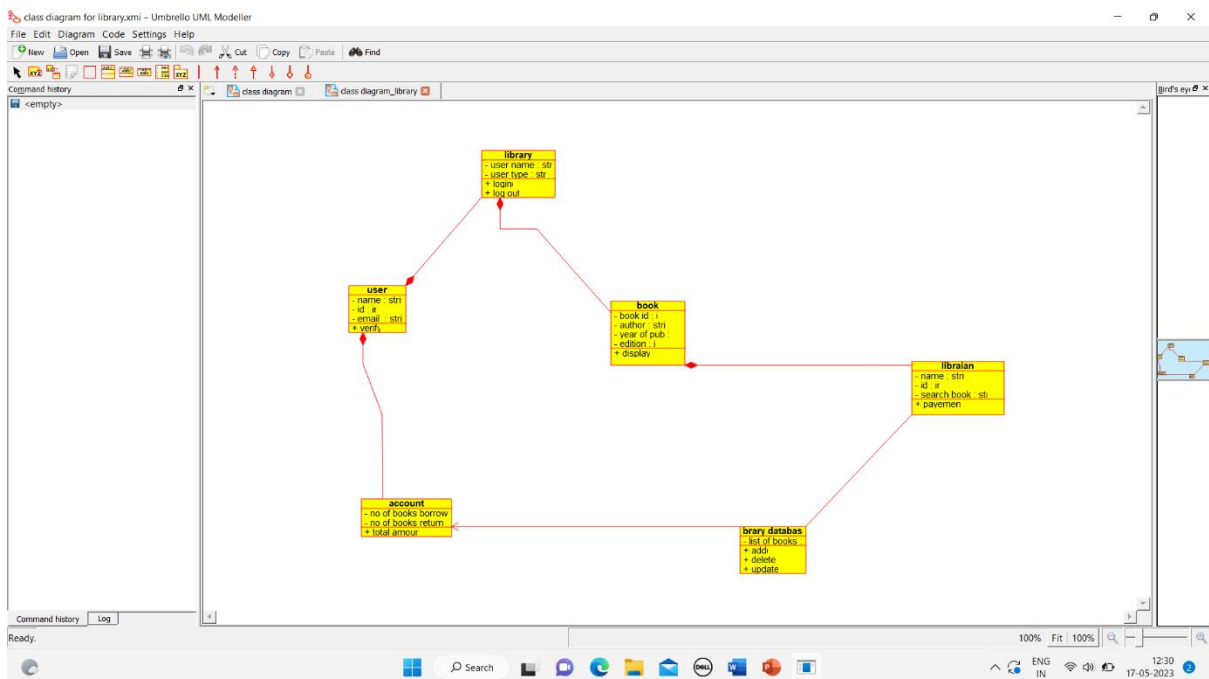 class diagram for library.xmi – Umbrello UML Modeller
File Edit Diagram Code Settings Help
New Open Save Cut Copy Paste Find
Command history
<empty>
class diagram class diagram_library
Bird's eye
library
- user name : str
- user type : str
+ login
+ log out
user
- name : stri
- id : ir
- email : stri
+ verify
book
- book id : i
- author : stri
- year of pub :
- edition : i
+ display
libraian
- name : stri
- id : ir
- search book : sti
+ payemen
account
- no of books borrow
- no of books return
+ total amour
brary databas
- list of books :
+ add
+ delete
+ update
Command history Log
Ready.
100% Fit 100%
Search
DELL
ENG
IN
12:30
17-05-2023
2